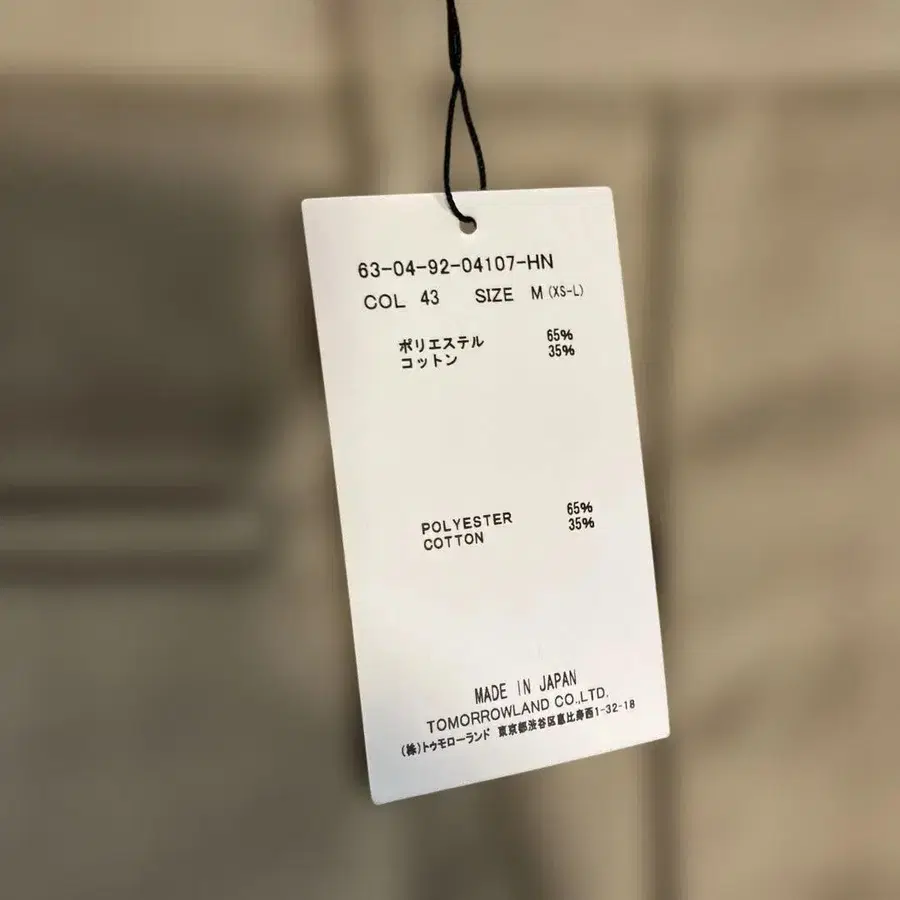 63-04-92-04107-HN
COL 43 SIZE M (XS-L)
ポリエステル 65%
コットン 35%
POLYESTER 65%
COTTON 35%
MADE IN JAPAN
TOMORROWLAND CO.,LTD.
(株)トゥモローランド 東京都渋谷区恵比寿西1-32-18